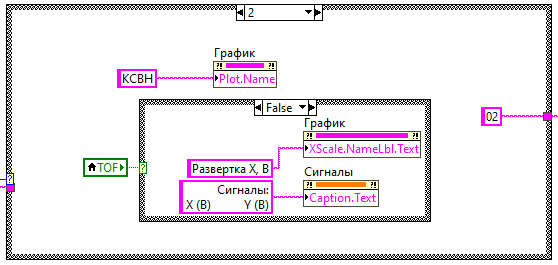 2
График
КСВН
Plot.Name
False
02
График
XScale.NameLbl.Text
TOF
?
Развертка X, В
Сигналы
Сигналы:
X (В) Y (В)
Caption.Text
?